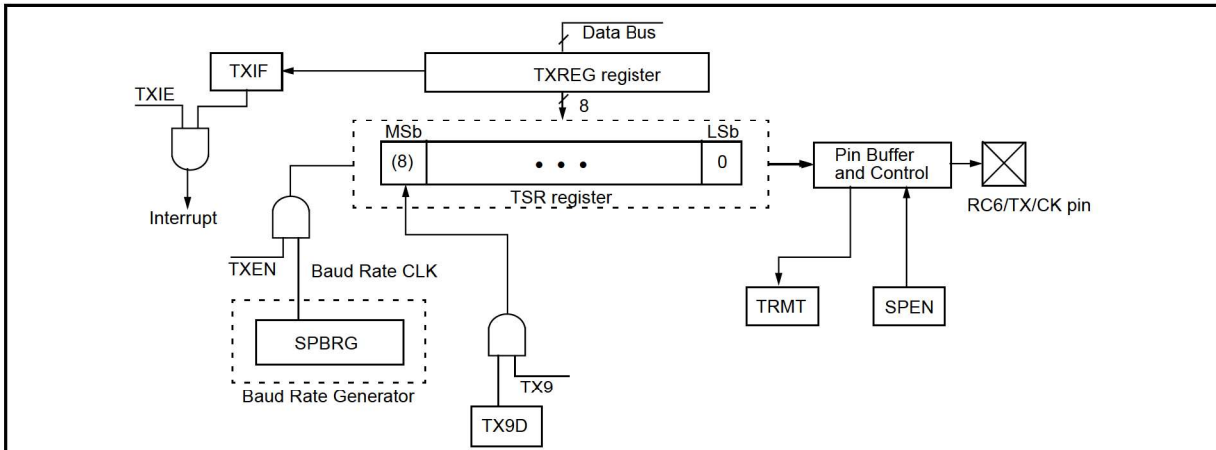 Data Bus
TXIF
TXREG register
TXIE
8
MSb
LSb
(8)
• • •
0
Pin Buffer
and Control
TSR register
Interrupt
RC6/TX/CK pin
TXEN
Baud Rate CLK
TRMT
SPEN
SPBRG
TX9
Baud Rate Generator
TX9D